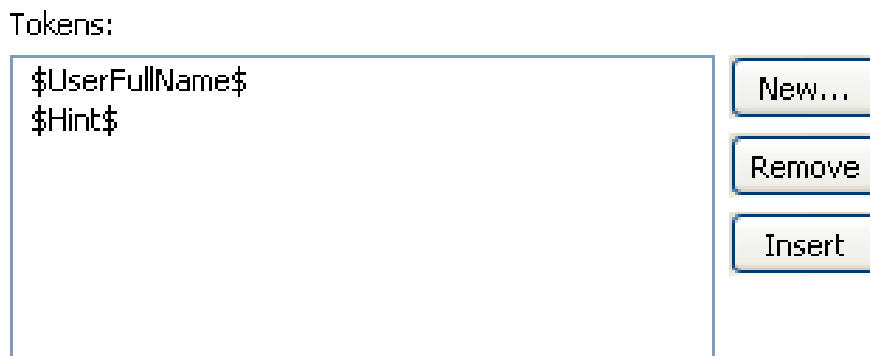 Tokens:
$UserFullName$
$Hint$
New...
Remove
Insert